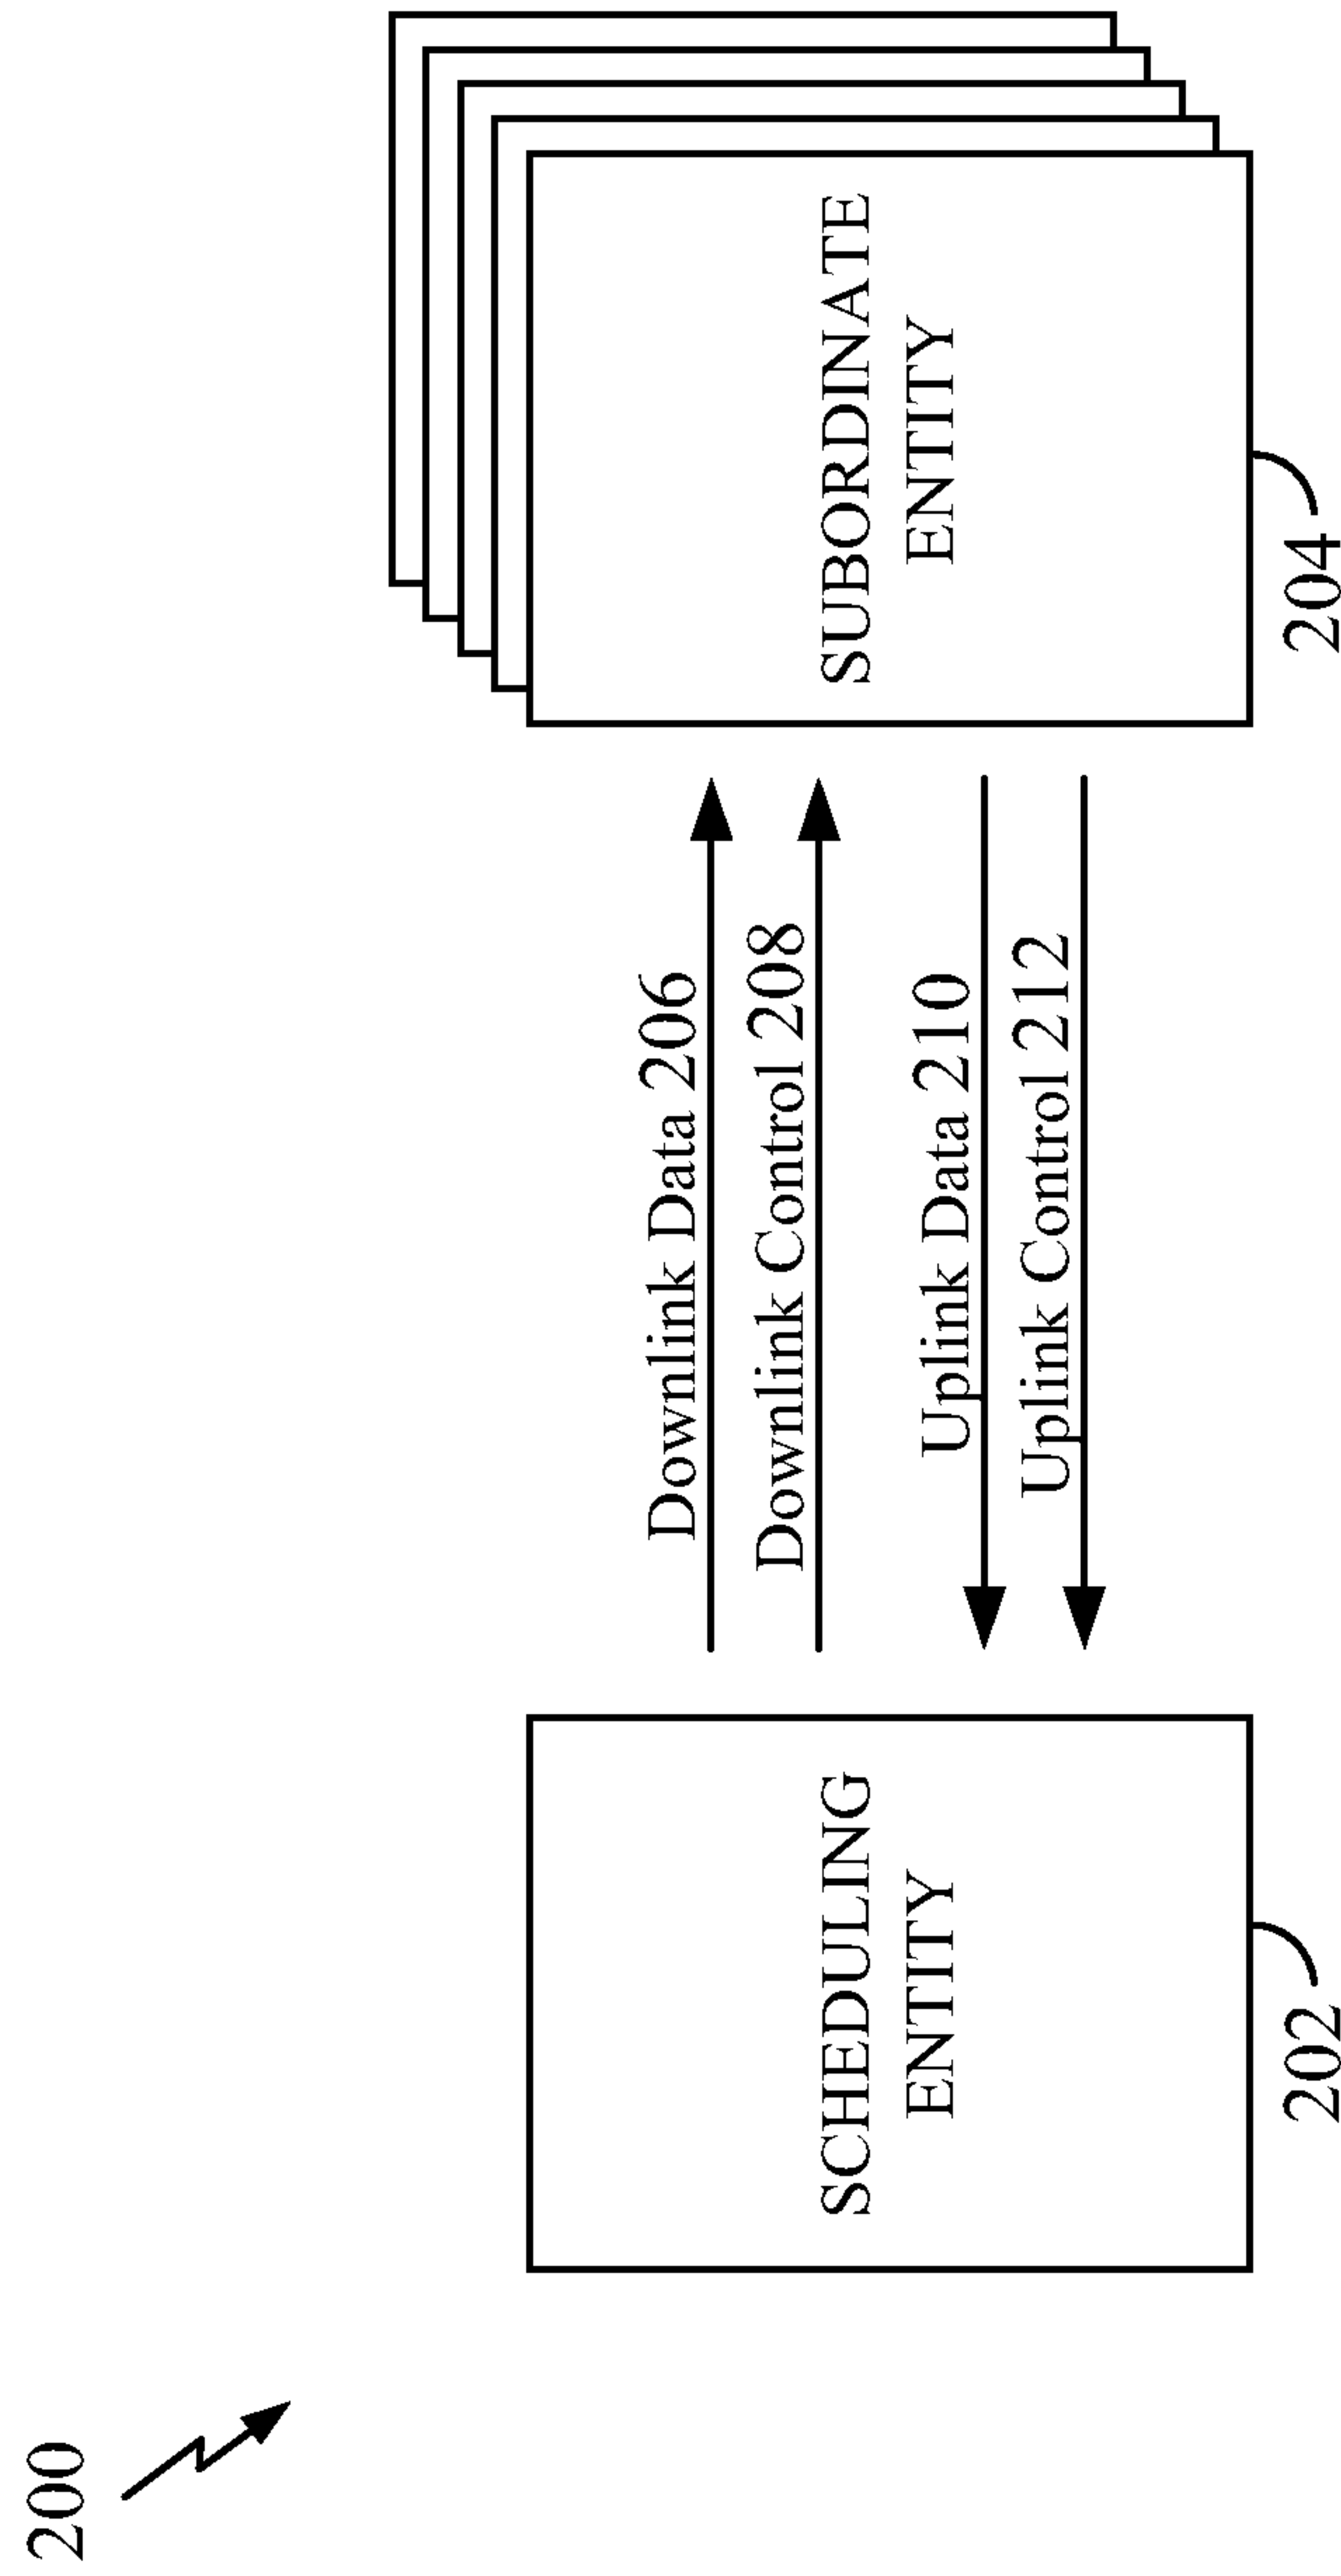 200
SCHEDULING
ENTITY
202
Downlink Data 206
Downlink Control 208
Uplink Data 210
Uplink Control 212
SUBORDINATE
ENTITY
204